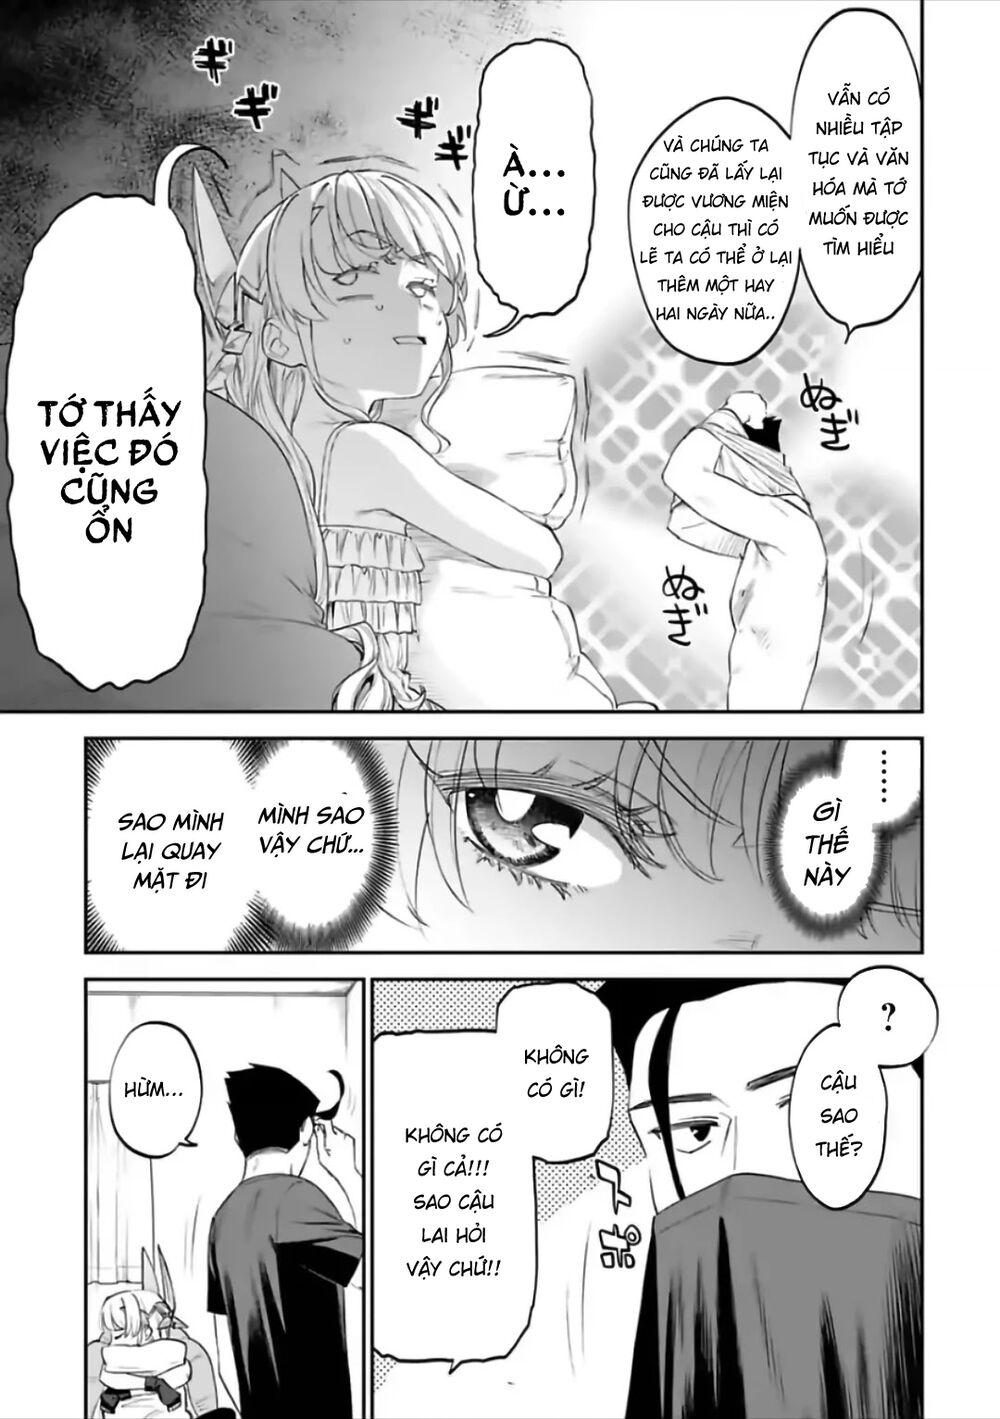 VẪN CÓ
NHIỀU TẬP
TỤC VÀ VĂN
HÓA MÀ TỚ
MUỐN ĐƯỢC
TÌM HIỂU
VÀ CHÚNG TA
CŨNG ĐÃ LẤY LẠI
ĐƯỢC VƯƠNG MIỆN
CHO CẬU THÌ CÓ
LẼ TA CÓ THỂ Ở LẠI
THÊM MỘT HAY
HAI NGÀY NỮA..
ぬぎ
ぬぎ
À...
Ừ...
ギギ
ギギ
TỚ THẤY
VIỆC ĐÓ
CŨNG
ỔN
......
GÌ
THẾ
NÀY
MÌNH SAO
VẬY CHỨ...
SAO MÌNH
LẠI QUAY
MẶT ĐI
?
CẬU
SAO
THẾ?
KHÔNG
CÓ GÌ!
KHÔNG CÓ
GÌ CẢ!!!
SAO CẬU
LAI HỎI
VẬY CHỨ!!
HỪM...